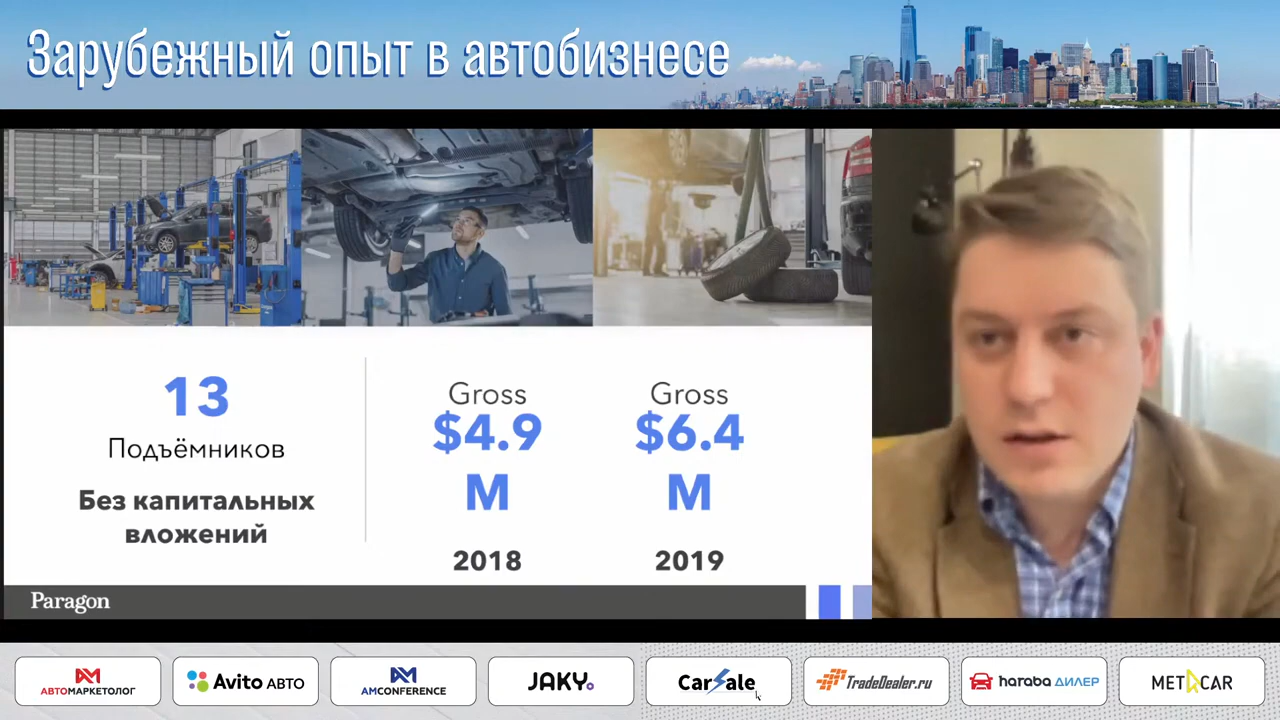 Зарубежный опыт в автобизнесе
13
Подъёмников
Без капитальных
вложений
Gross
$4.9
M
2018
Gross
$6.4
M
2019
Paragon
АВТОМАРКЕТОЛОГ
Avito АВТО
AMCONFERENCE
JAKY
CarSale
TradeDealer.ru
haraba ДИЛЕР
METACAR